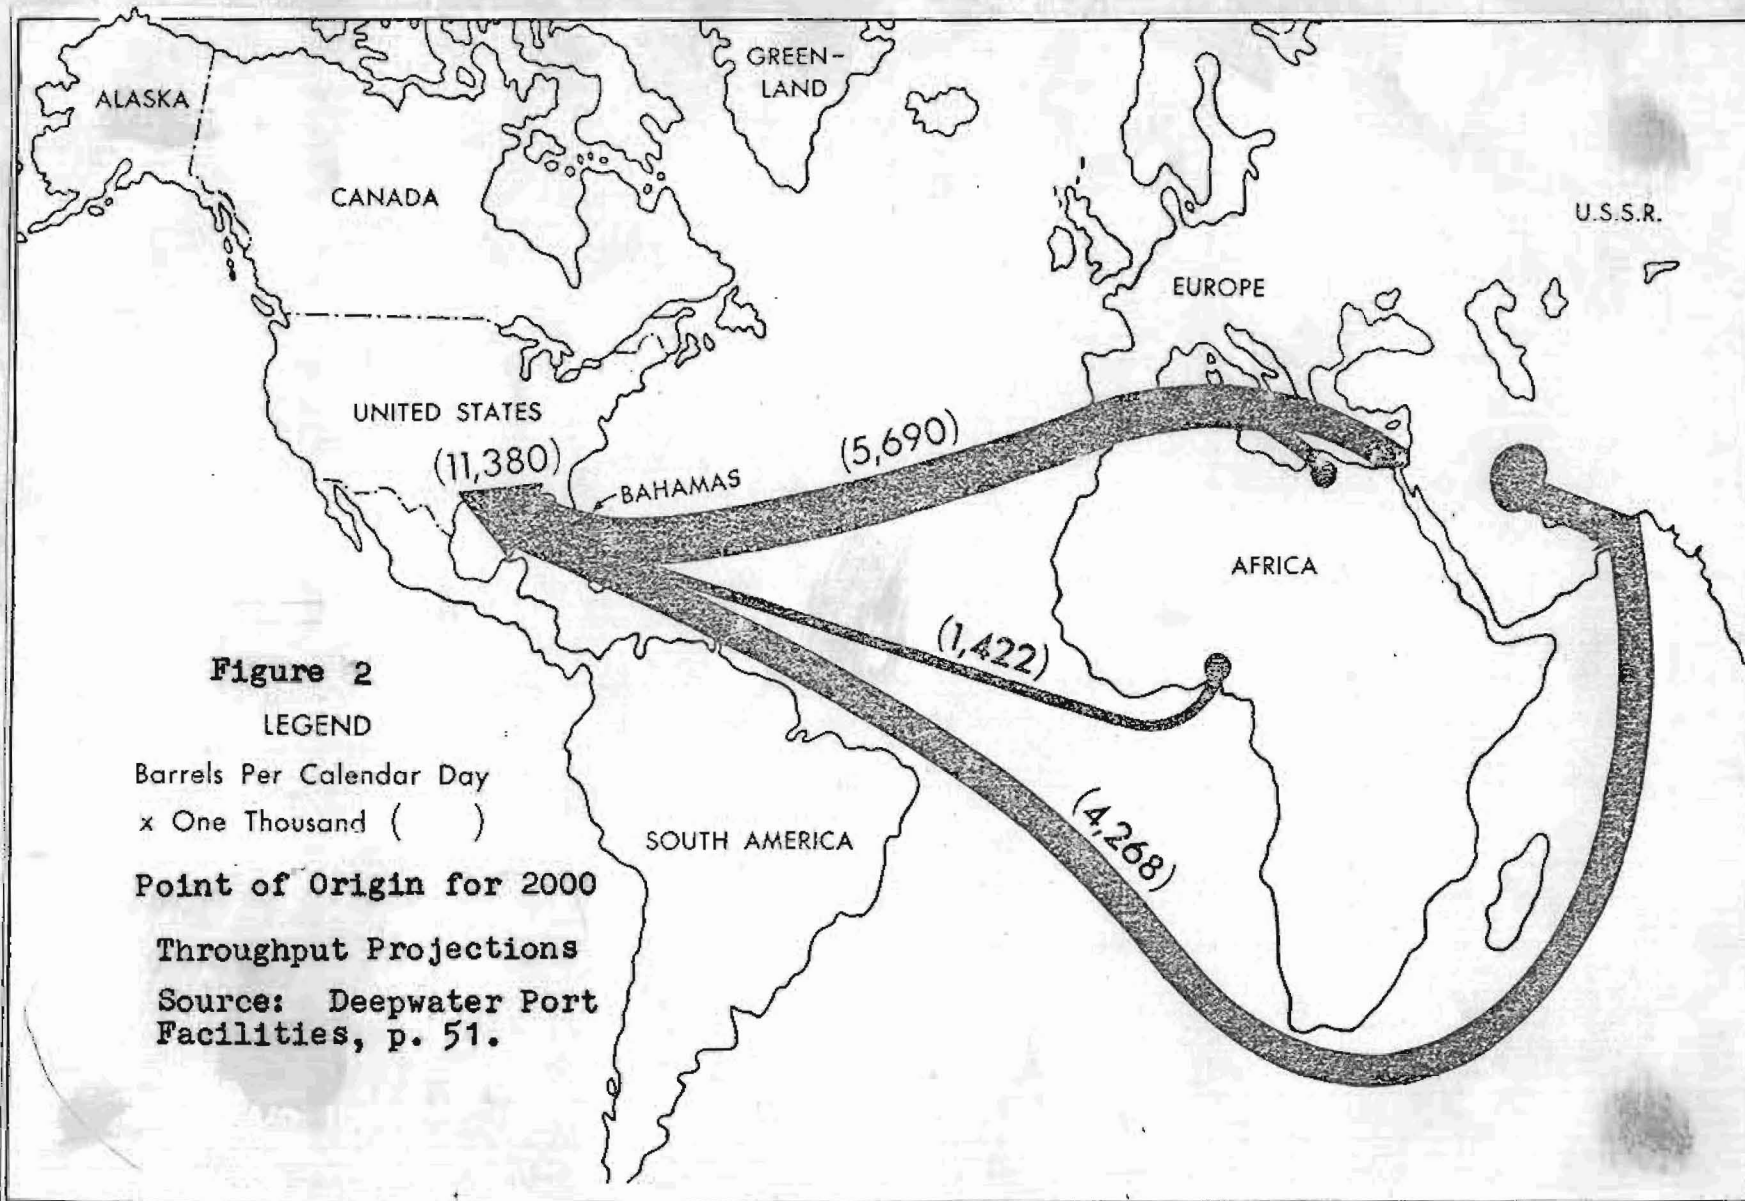 GREEN-
LAND
ALASKA
CANADA
U.S.S.R.
EUROPE
UNITED STATES
(11,380)
(5,690)
BAHAMAS
AFRICA
(1,422)
(4,268)
SOUTH AMERICA
Figure 2
LEGEND
Barrels Per Calendar Day
x One Thousand ( )
Point of Origin for 2000
Throughput Projections
Source: Deepwater Port
Facilities, p. 51.